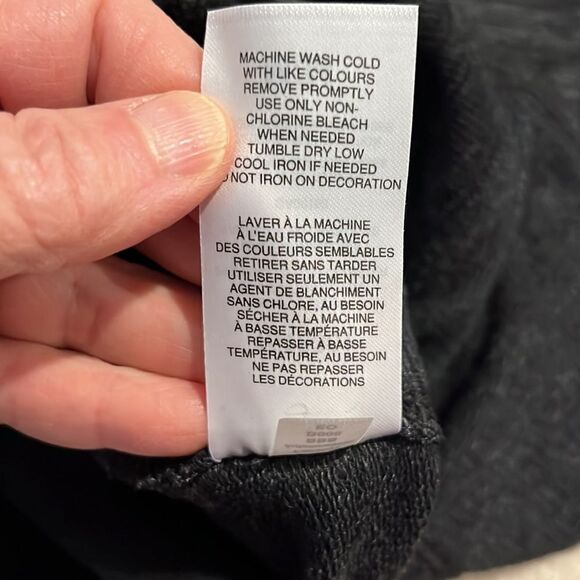 MACHINE WASH COLD
WITH LIKE COLOURS
REMOVE PROMPTLY
USE ONLY NON-
CHLORINE BLEACH
WHEN NEEDED
TUMBLE DRY LOW
COOL IRON IF NEEDED
NOT IRON ON DECORATION
LAVER À LA MACHINE
À L'EAU FROIDE AVEC
DES COULEURS SEMBLABLES
RETIRER SANS TARDER
UTILISER SEULEMENT UN
AGENT DE BLANCHIMENT
SANS CHLORE, AU BESOIN
SÉCHER À LA MACHINE
À BASSE TEMPÉRATURE
REPASSER À BASSE
TEMPÉRATURE, AU BESOIN
NE PAS REPASSER
LES DÉCORATIONS